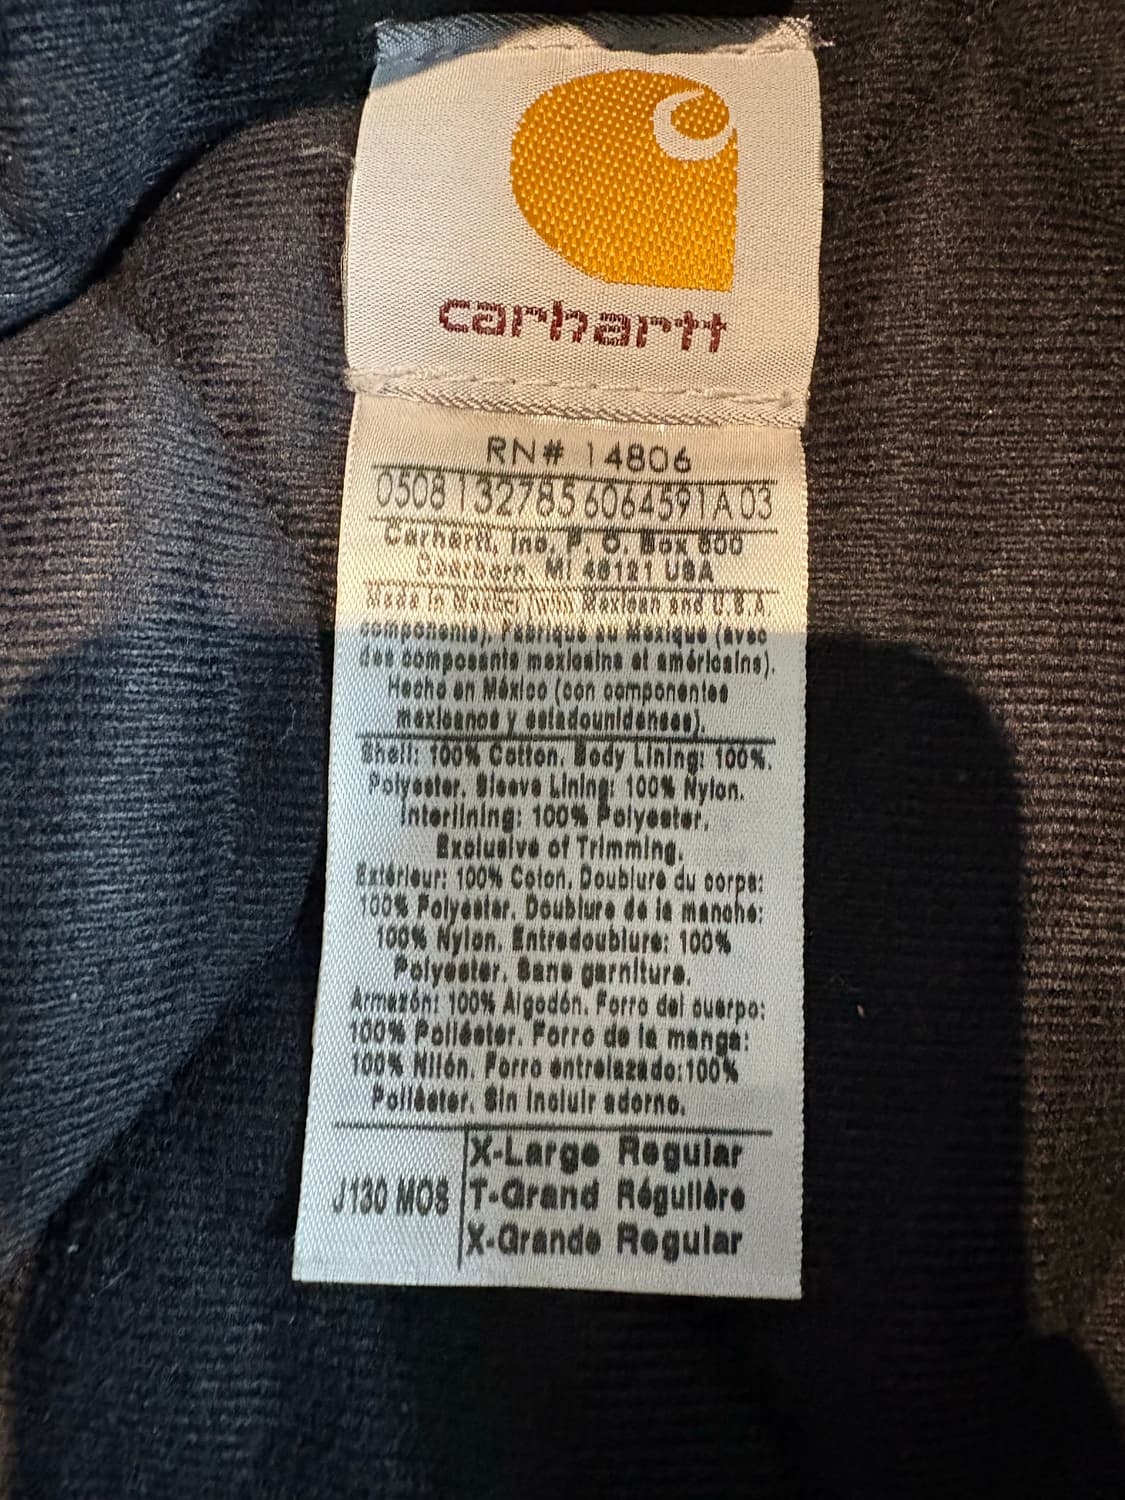 carhartt
RN# 14806
0508 132785 6064591A 03
Carhartt, Inc. P. O. Box 600
Dearborn, MI 48121 USA
Made in Mexico (with Mexican and U.S.A
components). Fabriqué au Mexique (avec
des composants mexicains et américains).
Hecho en México (con componentes
mexicanos y estadounidenses).
Shell: 100% Cotton. Body Lining: 100%.
Polyester. Sleeve Lining: 100% Nylon.
Interlining: 100% Polyester.
Exclusive of Trimming.
Extérieur: 100% Coton. Doublure du corps:
100% Polyester. Doublure de la manche:
100% Nylon. Entredoublure: 100%
Polyester. Sans garniture.
Armazón: 100% Algodón. Forro del cuerpo:
100% Poliéster. Forro de la manga:
100% Nilón. Forro entrelazado:100%
Poliéster. Sin incluir adorno.
J130 MOS
X-Large Regular
T-Grand Régulière
X-Grande Regular